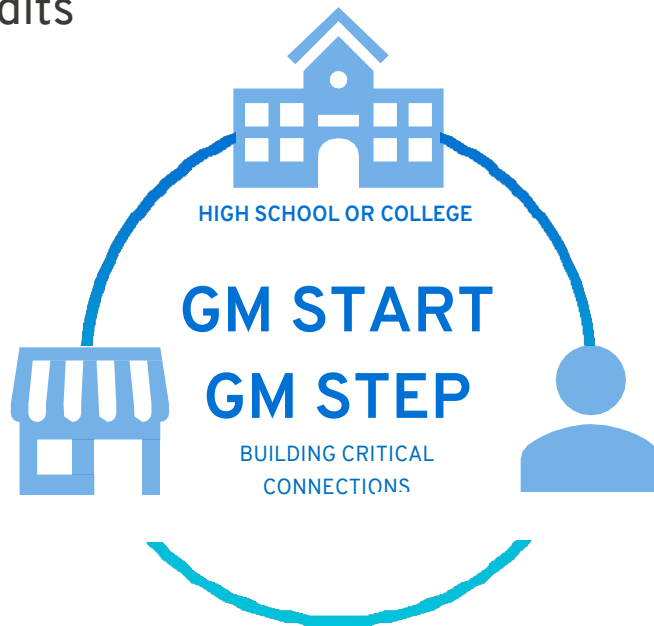 HIGH SCHOOL OR COLLEGE
GM START
GM STEP
BUILDING CRITICAL
CONNECTIONS